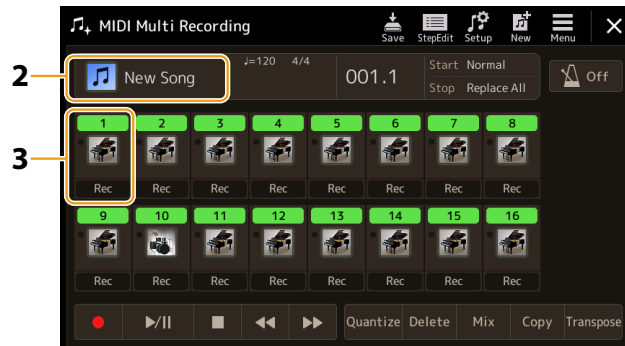 MIDI Multi Recording
Save StepEdit Setup New Menu
2
New Song
♩=120 4/4
001.1
Start Normal
Stop Replace All
Off
3
1 2 3 4 5 6 7 8
Rec Rec Rec Rec Rec Rec Rec Rec
9 10 11 12 13 14 15 16
Rec Rec Rec Rec Rec Rec Rec Rec
Quantize Delete Mix Copy Transpose